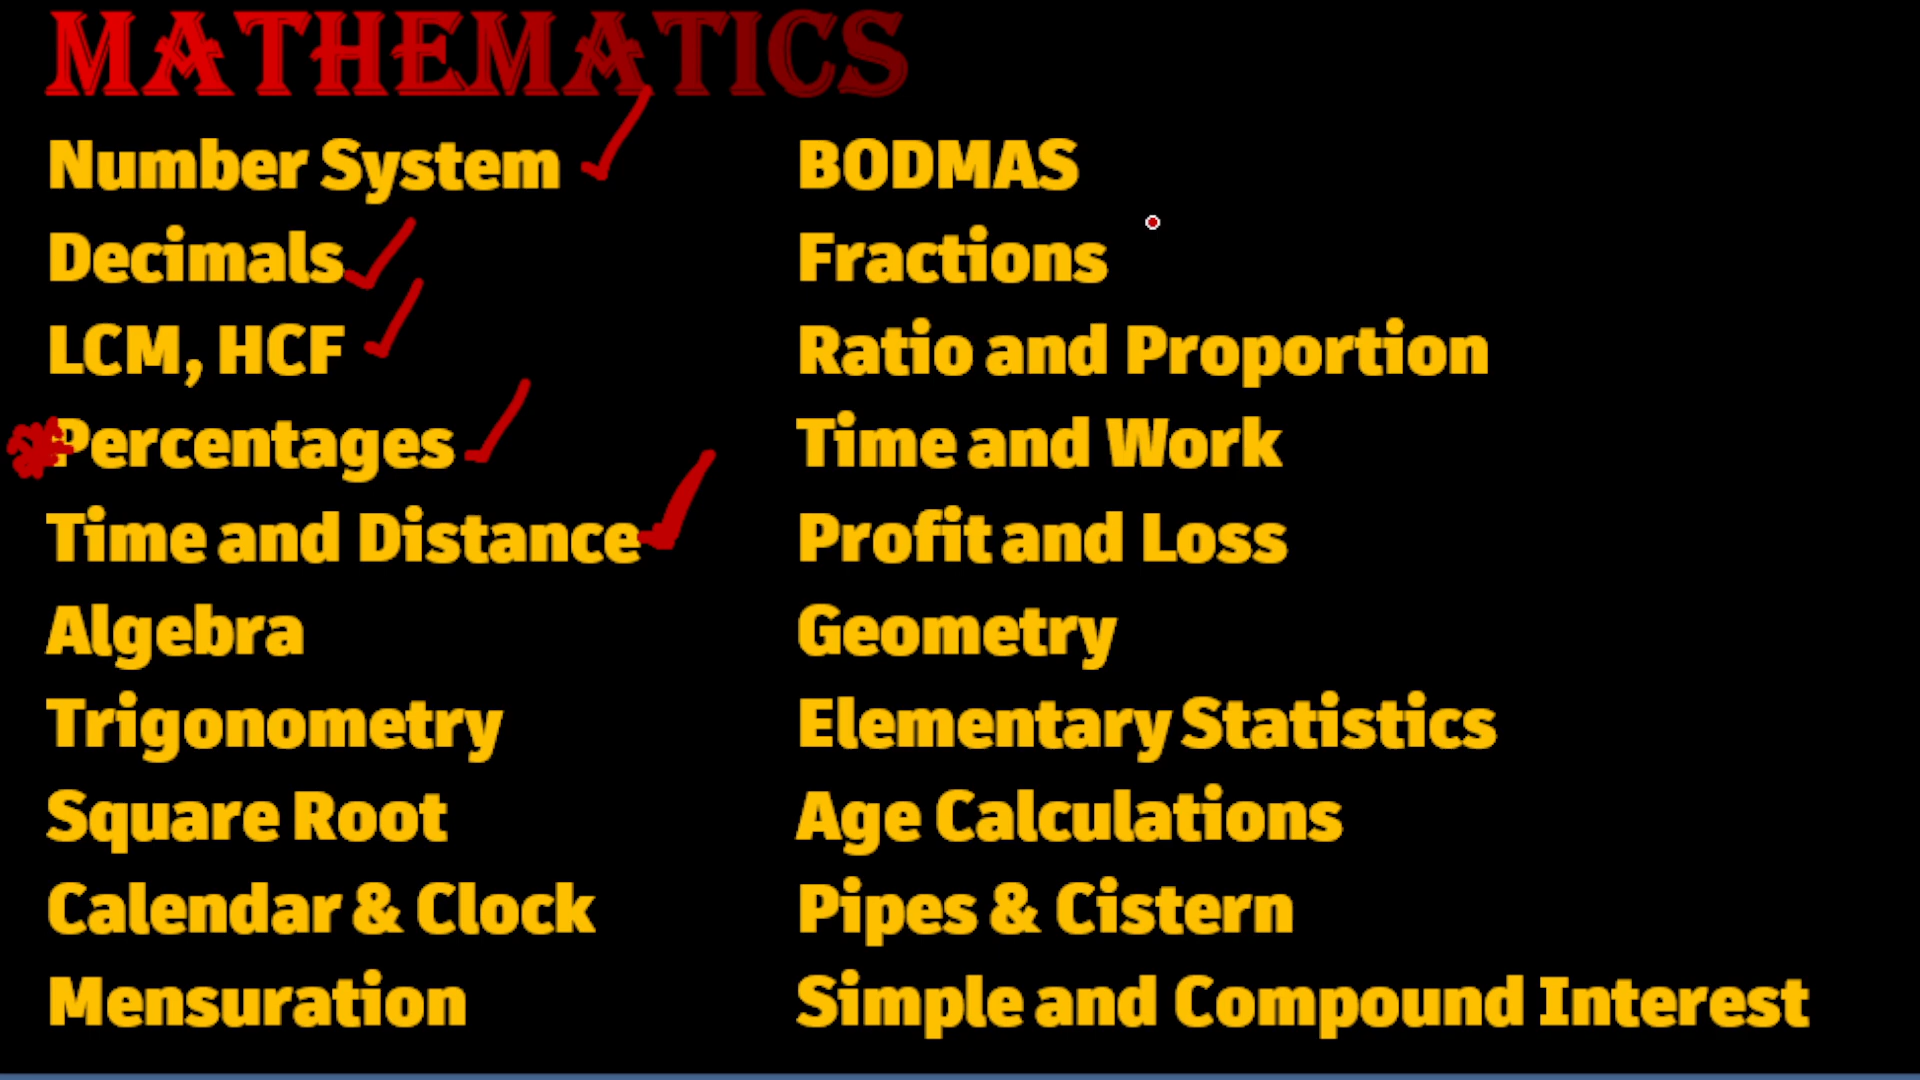 MATHEMATICS
Number System
Decimals
LCM, HCF
Percentages
Time and Distance
Algebra
Trigonometry
Square Root
Calendar & Clock
Mensuration
BODMAS
Fractions
Ratio and Proportion
Time and Work
Profit and Loss
Geometry
Elementary Statistics
Age Calculations
Pipes & Cistern
Simple and Compound Interest